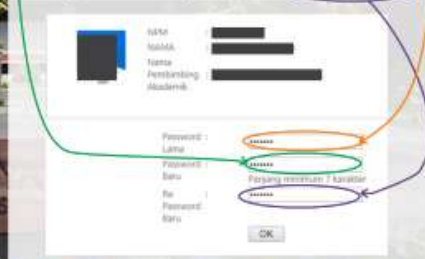 NPM :
NAMA :
Nama
Pembimbing :
Akademik
Password :
Lama
Password :
Baru
Panjang minimum 7 karakter
Re :
Password
Baru
OK